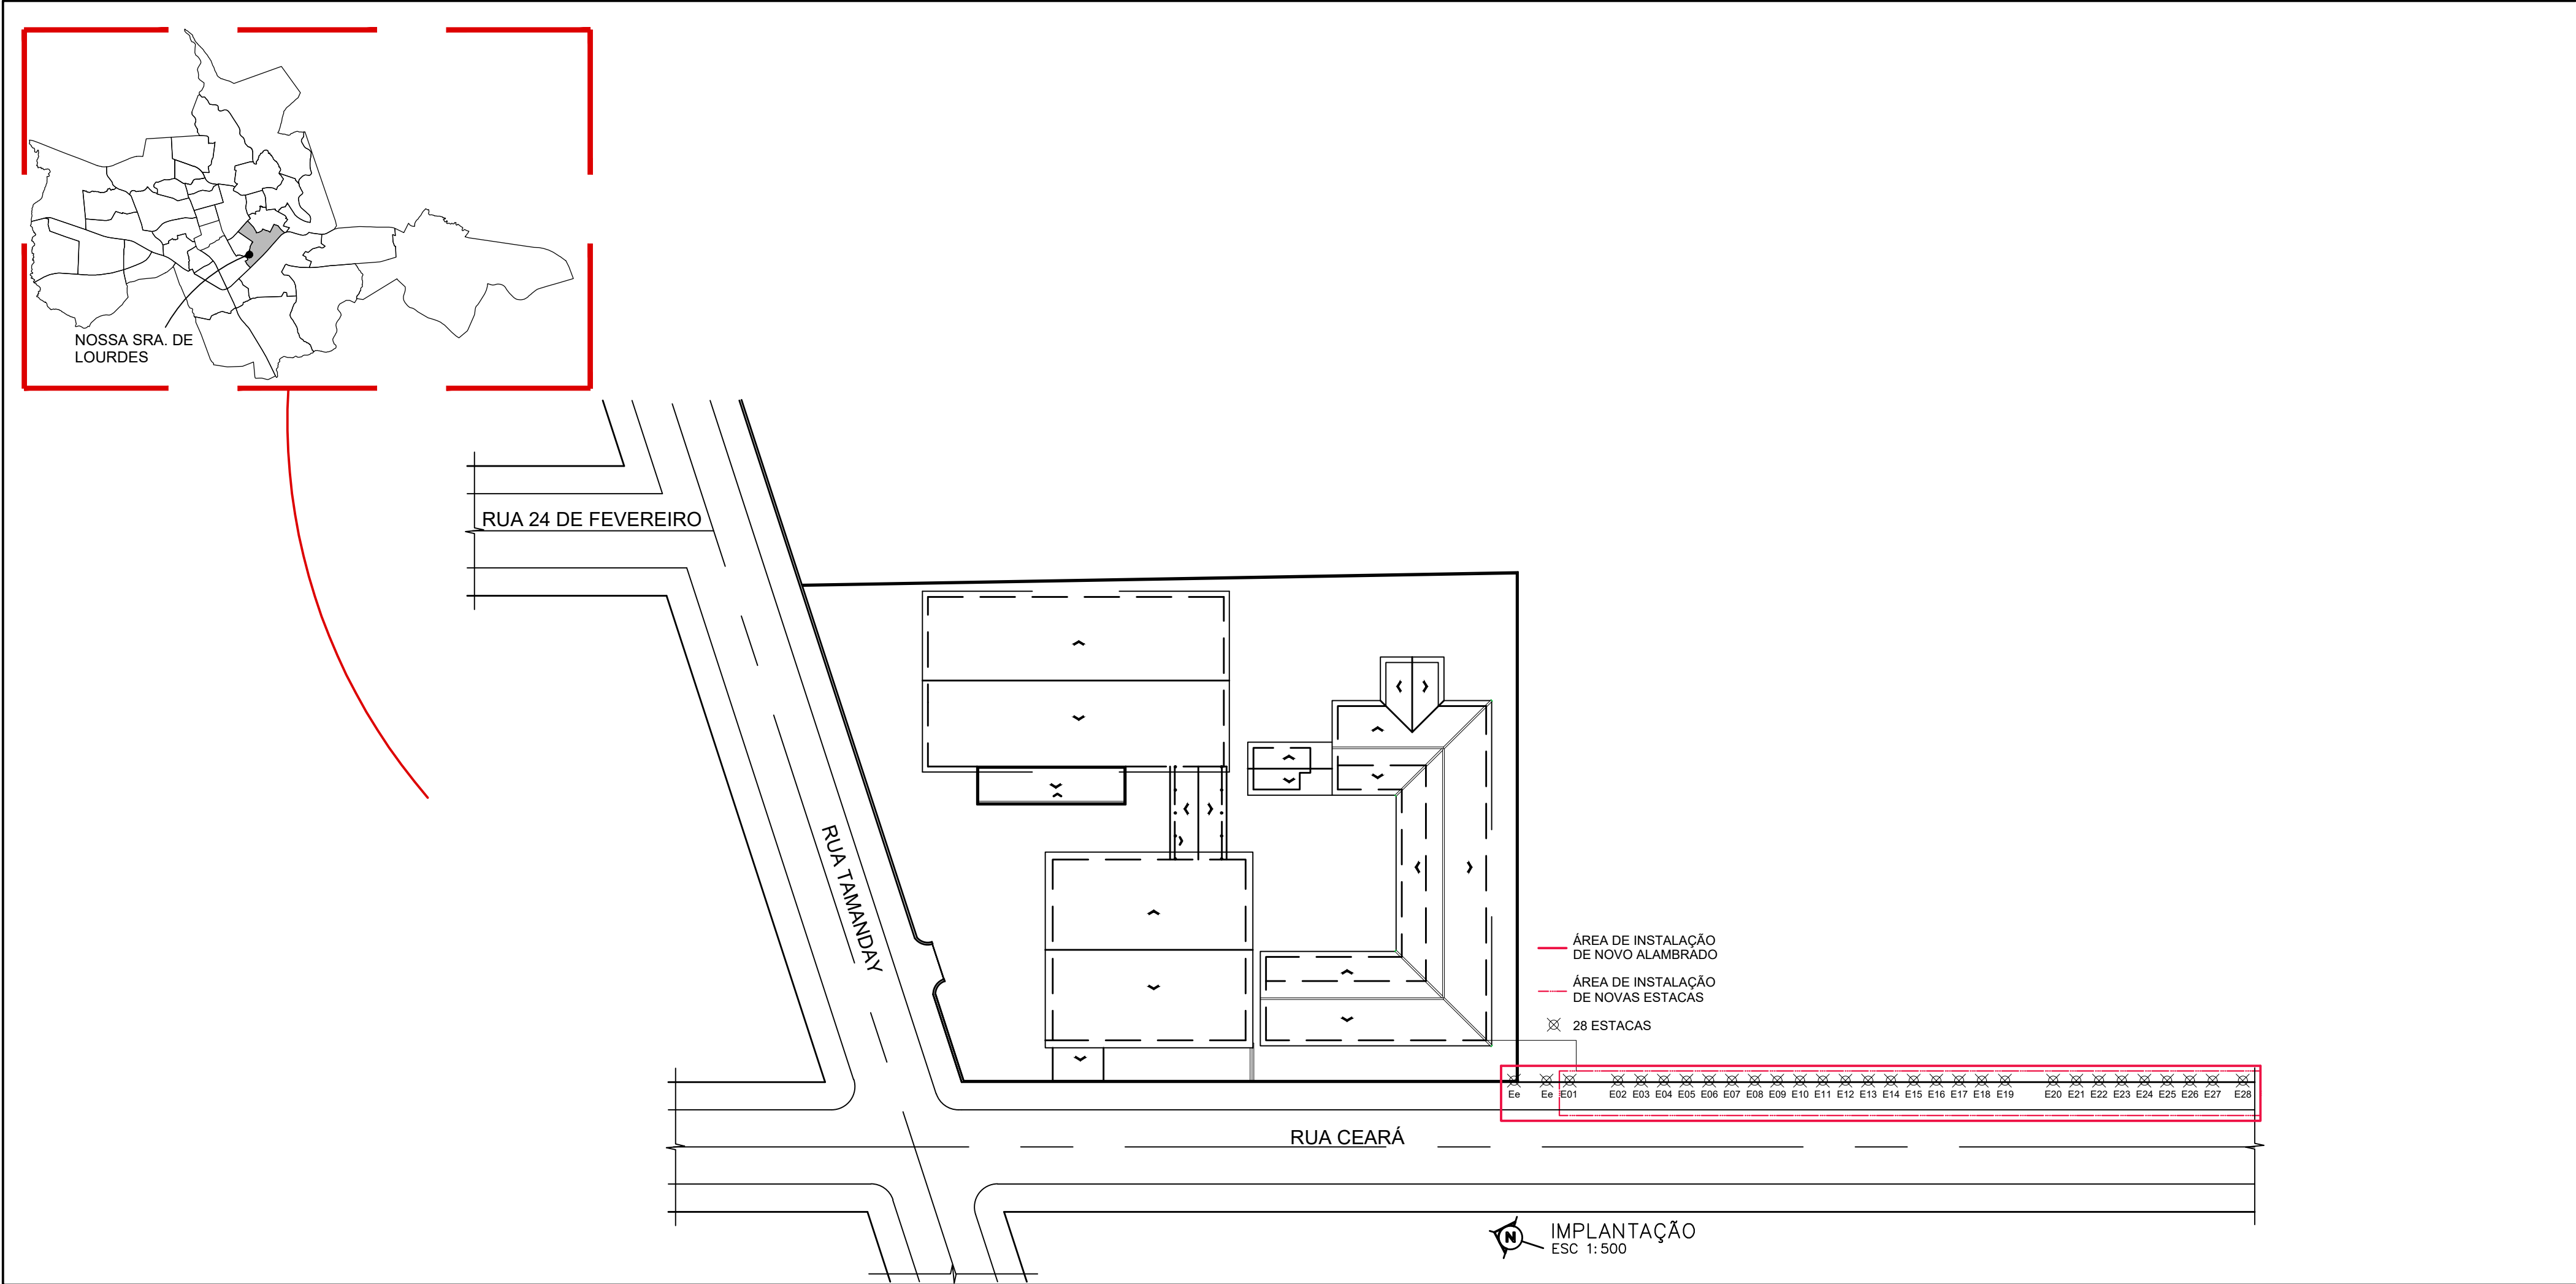 NOSSA SRA. DE
LOURDES
RUA 24 DE FEVEREIRO
RUA TAMANDAY
ÁREA DE INSTALAÇÃO
DE NOVO ALAMBRADO
ÁREA DE INSTALAÇÃO
DE NOVAS ESTACAS
28 ESTACAS
Ee Ee E01 E02 E03 E04 E05 E06 E07 E08 E09 E10 E11 E12 E13 E14 E15 E16 E17 E18 E19 E20 E21 E22 E23 E24 E25 E26 E27 E28
RUA CEARÁ
N
IMPLANTAÇÃO
ESC 1:500